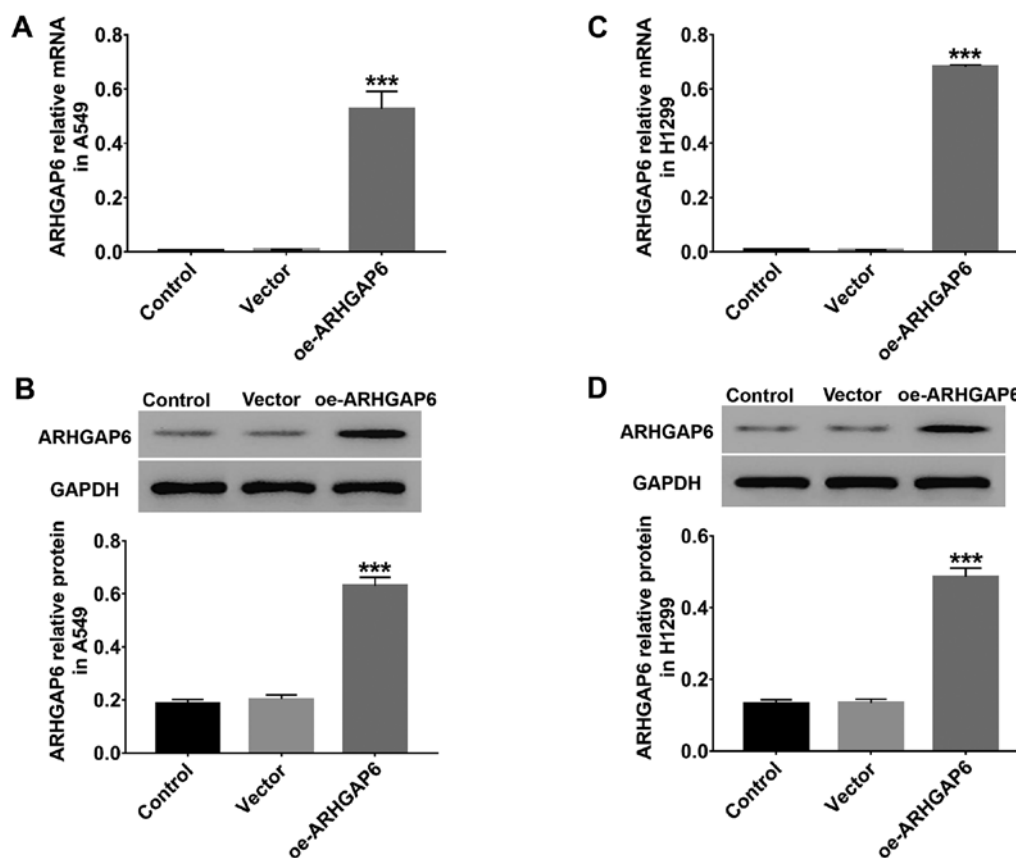 A
ARHGAP6 relative mRNA
in A549
0.8
0.6
0.4
0.2
0.0
***
Control
Vector
oe-ARHGAP6
C
ARHGAP6 relative mRNA
in H1299
0.8
0.6
0.4
0.2
0.0
***
Control
Vector
oe-ARHGAP6
B
Control Vector oe-ARHGAP6
ARHGAP6
GAPDH
ARHGAP6 relative protein
in A549
0.8
0.6
0.4
0.2
0.0
***
Control
Vector
oe-ARHGAP6
D
Control Vector oe-ARHGAP6
ARHGAP6
GAPDH
ARHGAP6 relative protein
in H1299
0.6
0.4
0.2
0.0
***
Control
Vector
oe-ARHGAP6